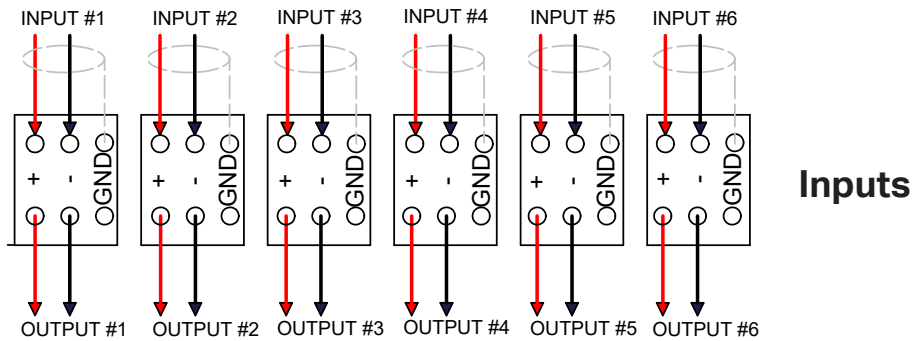 INPUT #1 INPUT #2 INPUT #3 INPUT #4 INPUT #5 INPUT #6
+ - GND + - GND + - GND + - GND + - GND + - GND
Inputs
OUTPUT #1 OUTPUT #2 OUTPUT #3 OUTPUT #4 OUTPUT #5 OUTPUT #6